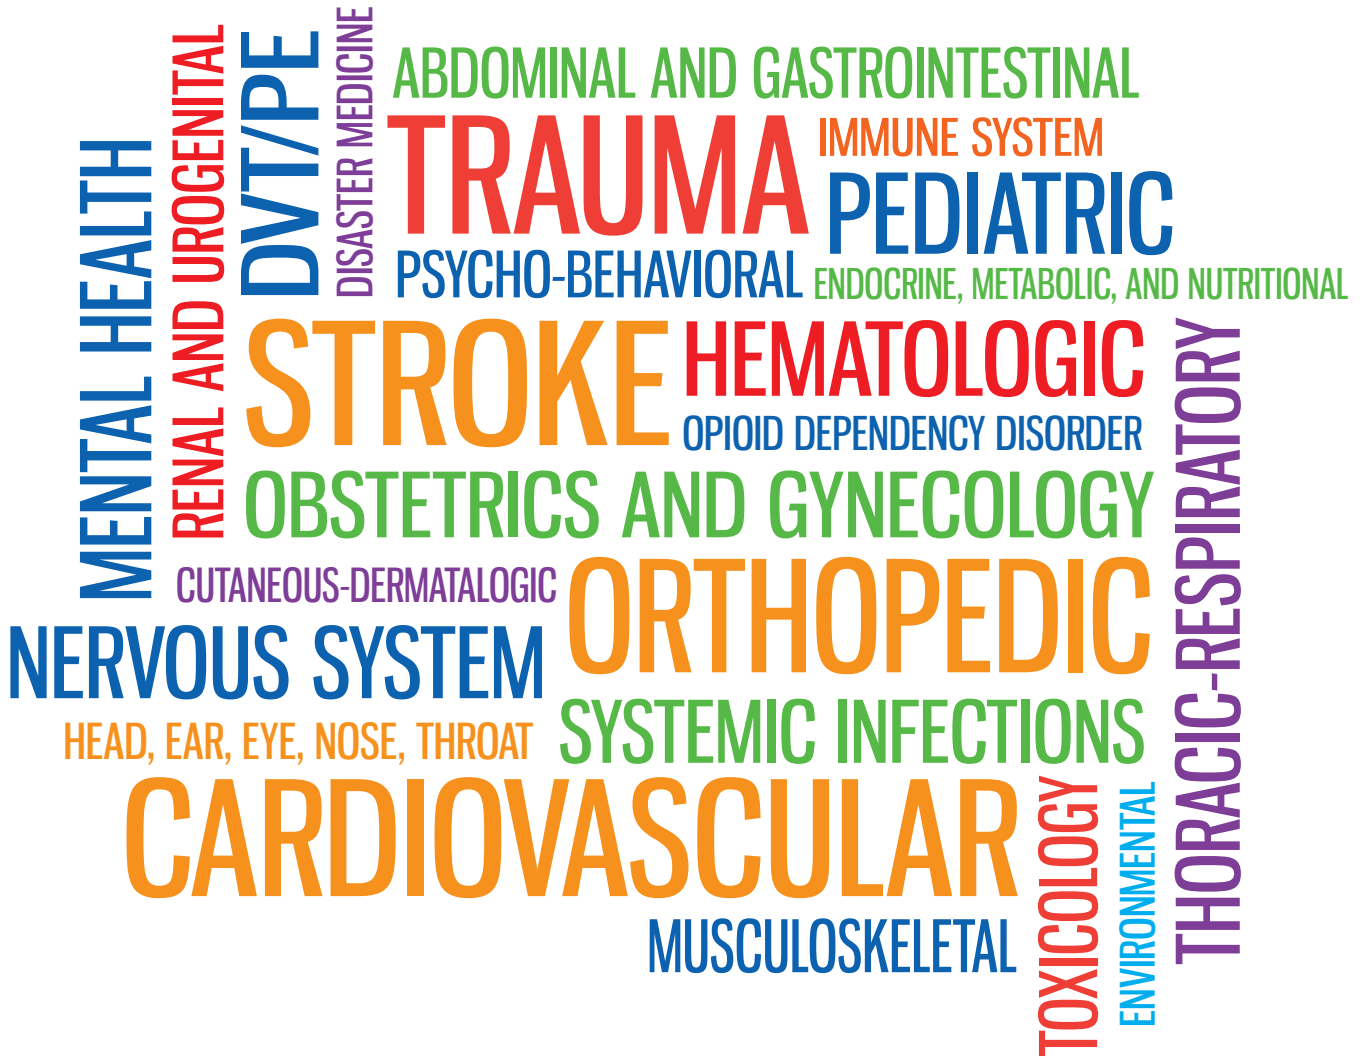 MENTAL HEALTH
RENAL AND UROGENITAL
DVT/PE
DISASTER MEDICINE
ABDOMINAL AND GASTROINTESTINAL
TRAUMA
IMMUNE SYSTEM
PEDIATRIC
PSYCHO-BEHAVIORAL
ENDOCRINE, METABOLIC, AND NUTRITIONAL
STROKE
HEMATOLOGIC
OPIOID DEPENDENCY DISORDER
OBSTETRICS AND GYNECOLOGY
THORACIC-RESPIRATORY
CUTANEOUS-DERMATALOGIC
ORTHOPEDIC
NERVOUS SYSTEM
HEAD, EAR, EYE, NOSE, THROAT
SYSTEMIC INFECTIONS
CARDIOVASCULAR
TOXICOLOGY
ENVIRONMENTAL
MUSCULOSKELETAL